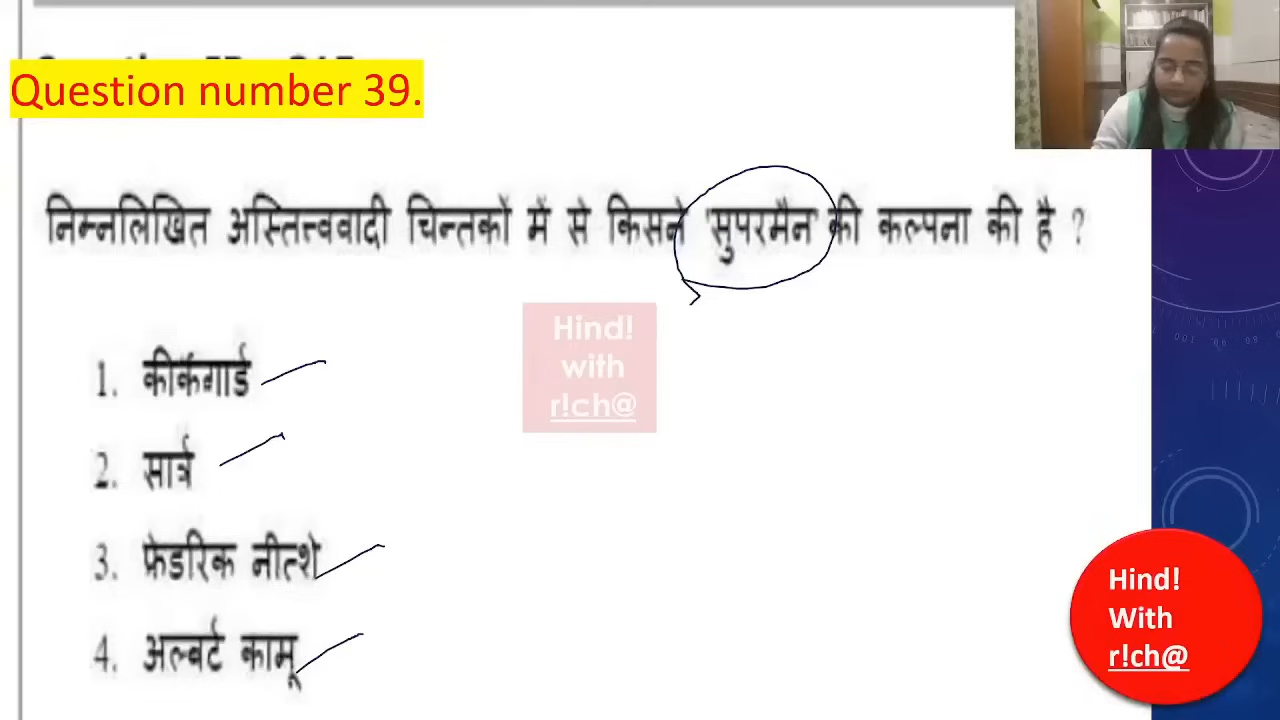 Question number 39.
निम्नलिखित अस्तित्त्ववादी चिन्तकों में से किसने 'सुपरमैन' की कल्पना की है ?
Hind!
with
r!ch@
1. कीर्कगार्ड
2. सार्त्र
3. फ्रेडरिक नीत्शे
4. अल्बर्ट कामू
Hind!
With
r!ch@